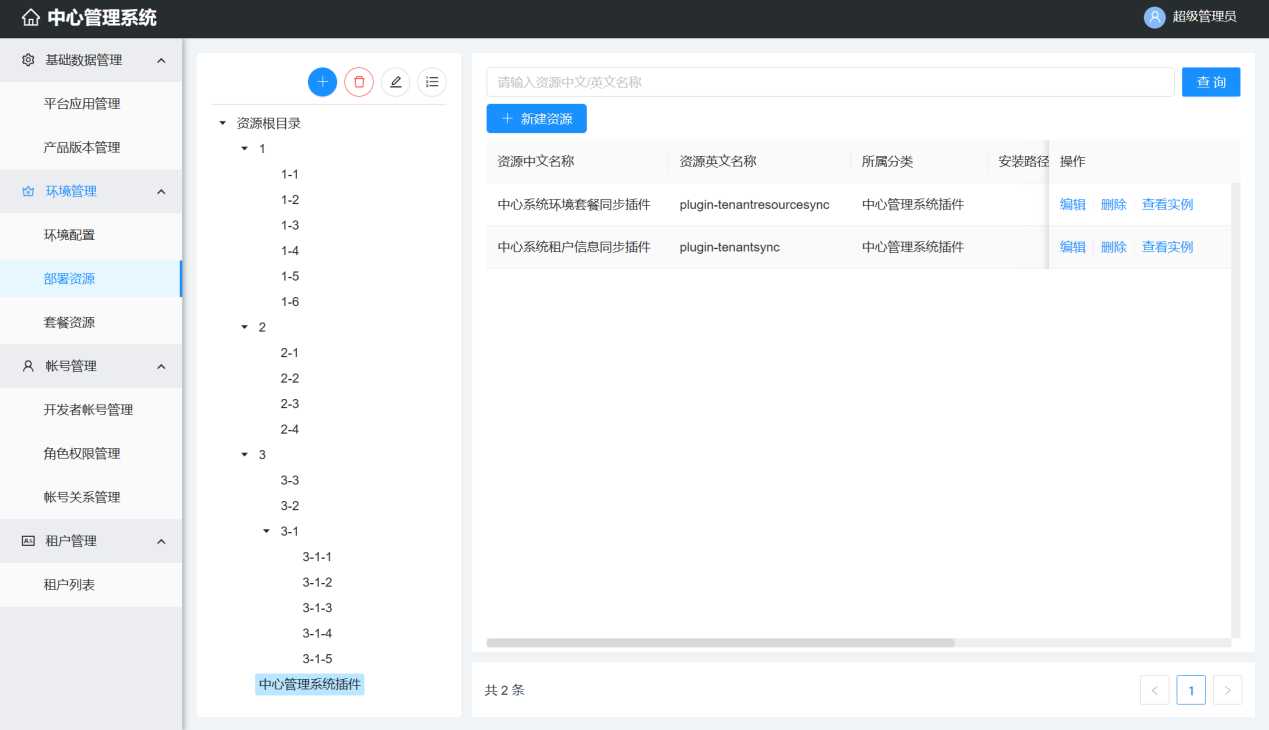 中心管理系统
超级管理员
基础数据管理
平台应用管理
产品版本管理
环境管理
环境配置
部署资源
套餐资源
帐号管理
开发者帐号管理
角色权限管理
帐号关系管理
租户管理
租户列表
资源根目录
1
1-1
1-2
1-3
1-4
1-5
1-6
2
2-1
2-2
2-3
2-4
3
3-3
3-2
3-1
3-1-1
3-1-2
3-1-3
3-1-4
3-1-5
中心管理系统插件
请输入资源中文/英文名称 查 询
新建资源
资源中文名称 资源英文名称 所属分类 安装路径 操作
中心系统环境套餐同步插件 plugin-tenantresourcesync 中心管理系统插件 编辑 删除 查看实例
中心系统租户信息同步插件 plugin-tenantsync 中心管理系统插件 编辑 删除 查看实例
共 2 条 < 1 >